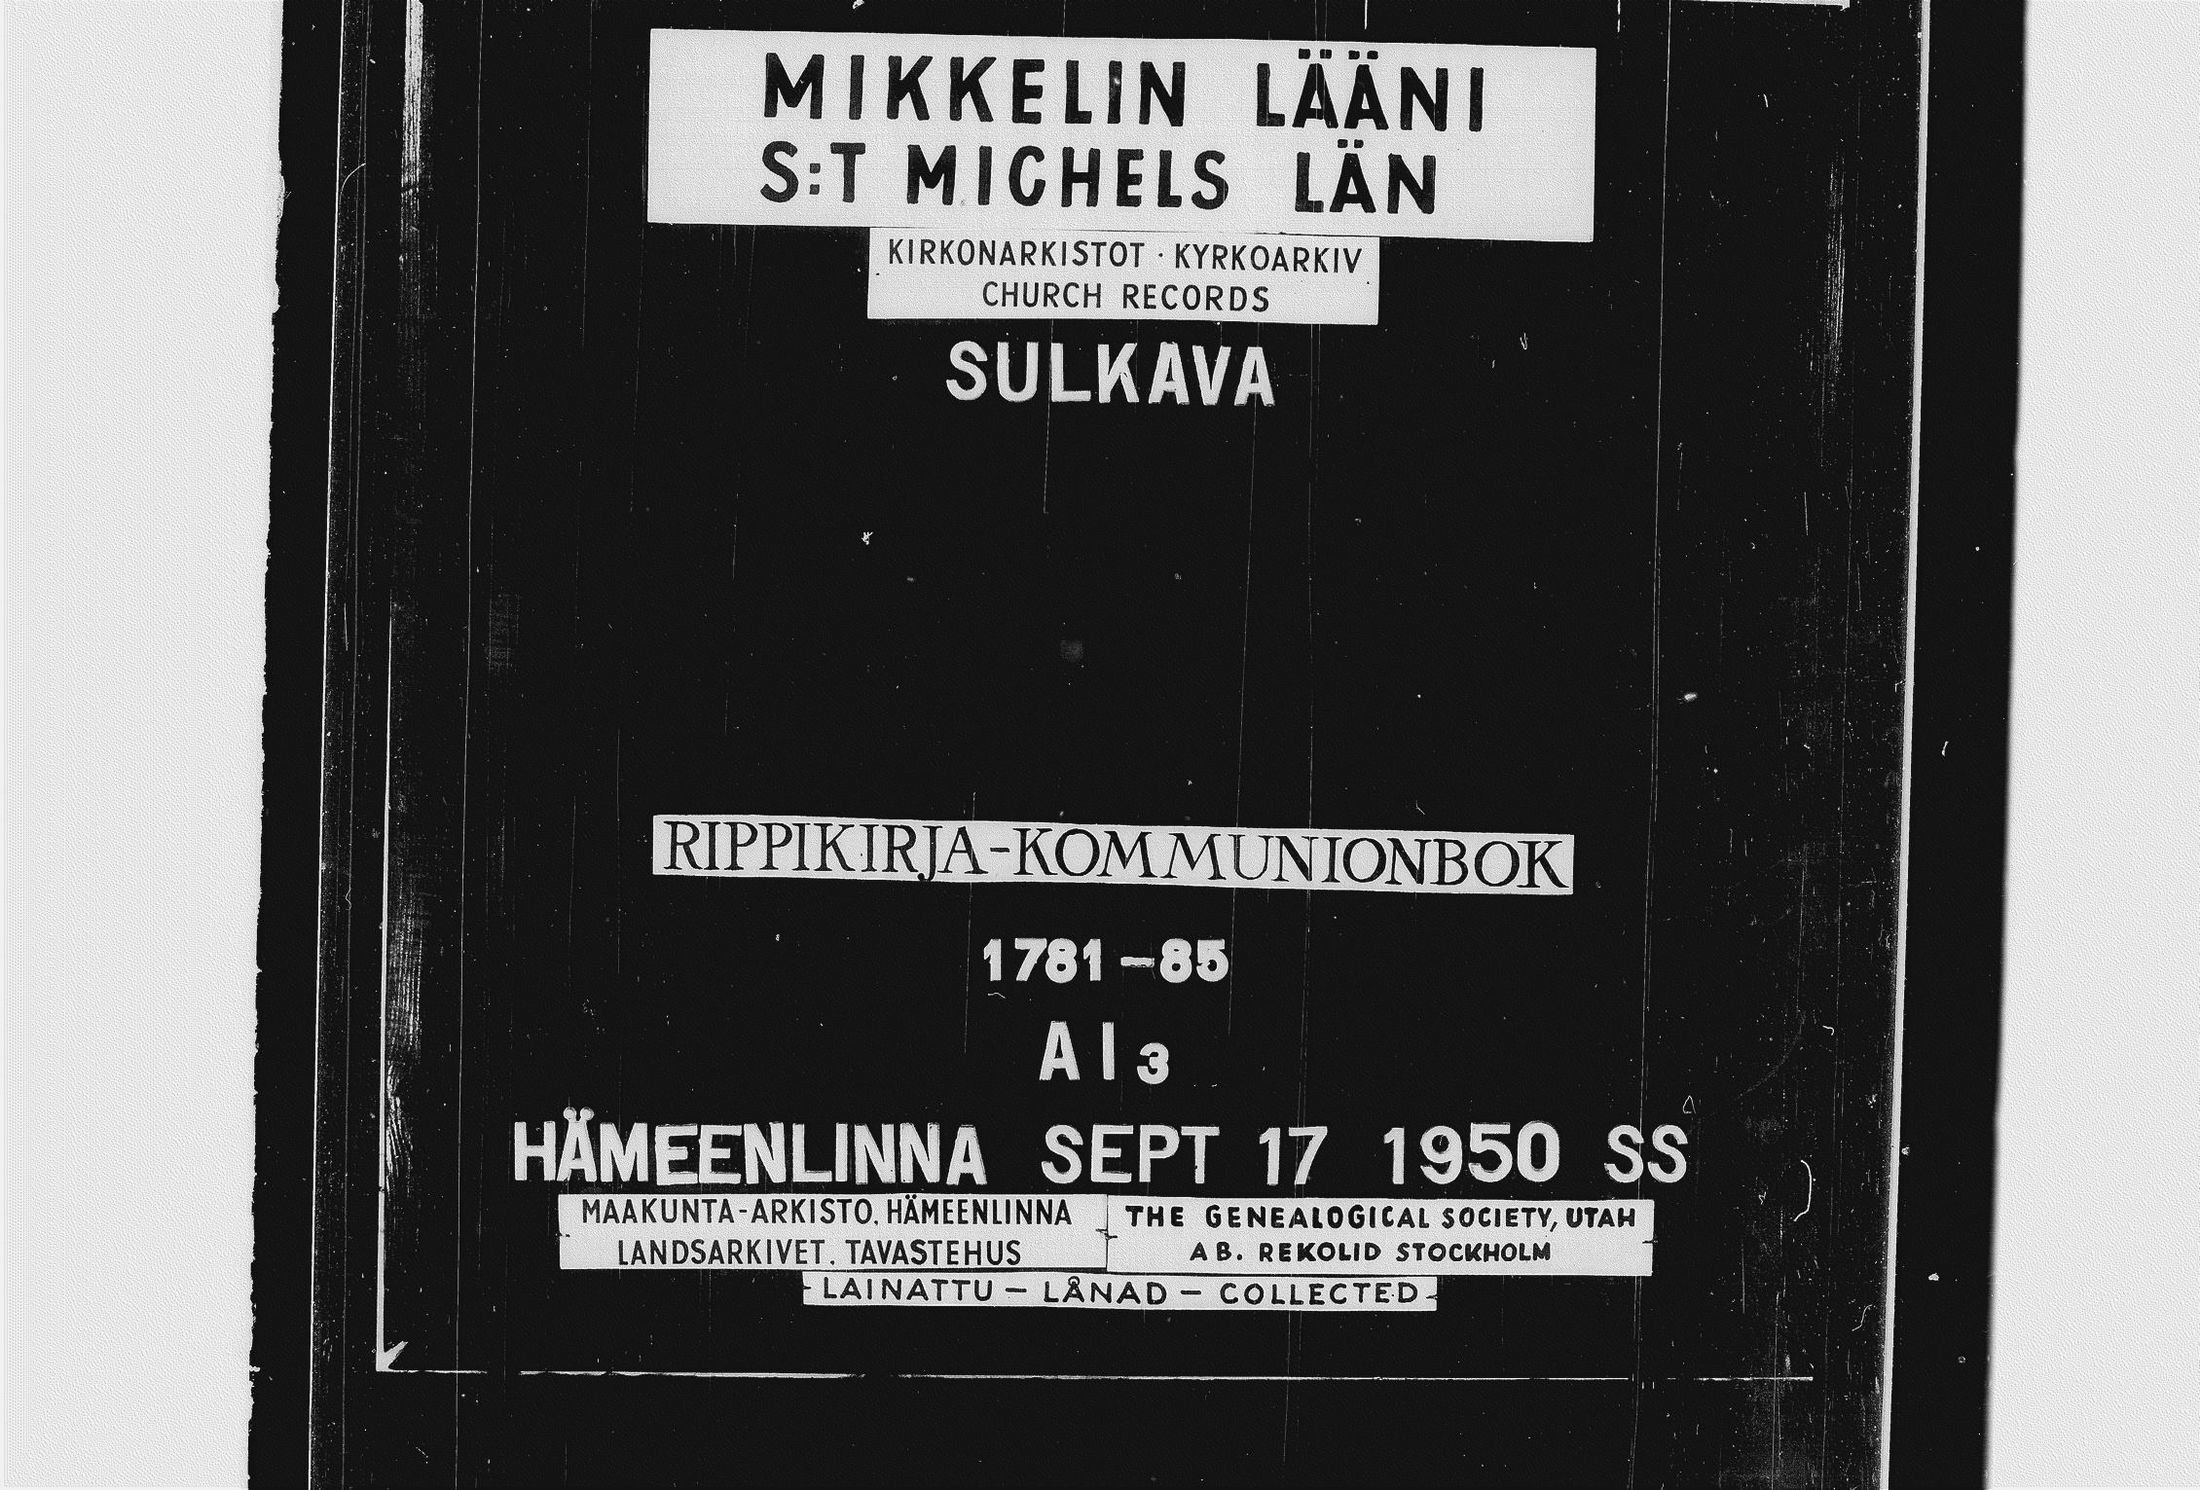 MIKKELIN LÄÄNI
S:T MICHELS LÄN
KIRKONARKISTOT · KYRKOARKIV
CHURCH RECORDS
SULKAVA
RIPPIKIRJA-KOMMUNIONBOK
1781-85
A I 3
HÄMEENLINNA SEPT 17 1950 SS
MAAKUNTA-ARKISTO, HÄMEENLINNA
LANDSARKIVET, TAVASTEHUS
THE GENEALOGICAL SOCIETY, UTAH
AB. REKOLID STOCKHOLM
LAINATTU - LÅNAD - COLLECTED